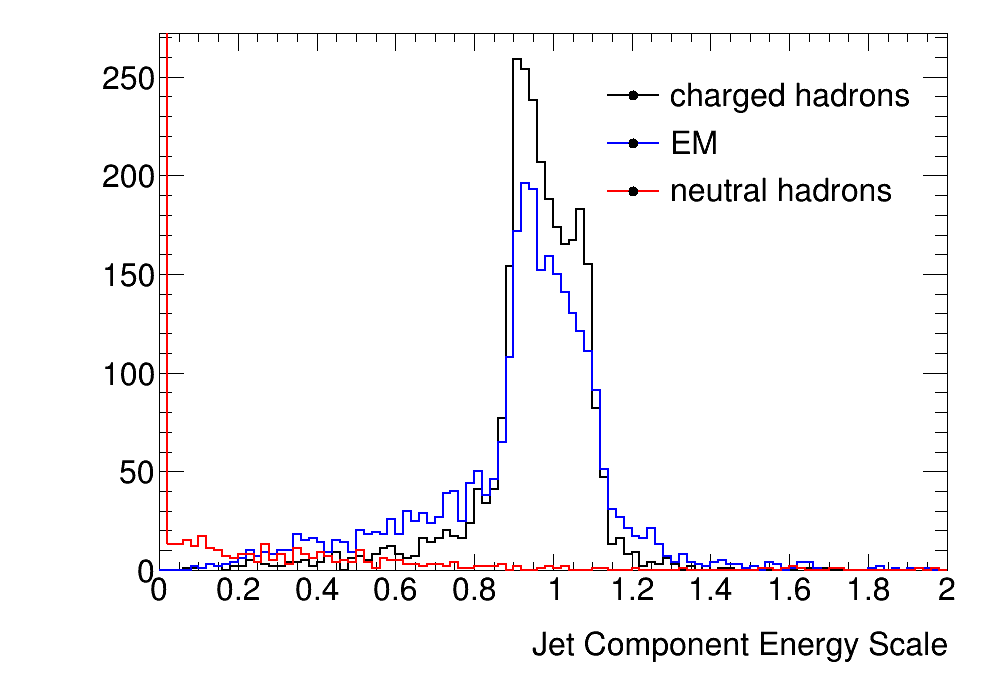 250
200
150
100
50
0
charged hadrons
EM
neutral hadrons
0 0.2 0.4 0.6 0.8 1 1.2 1.4 1.6 1.8 2
Jet Component Energy Scale